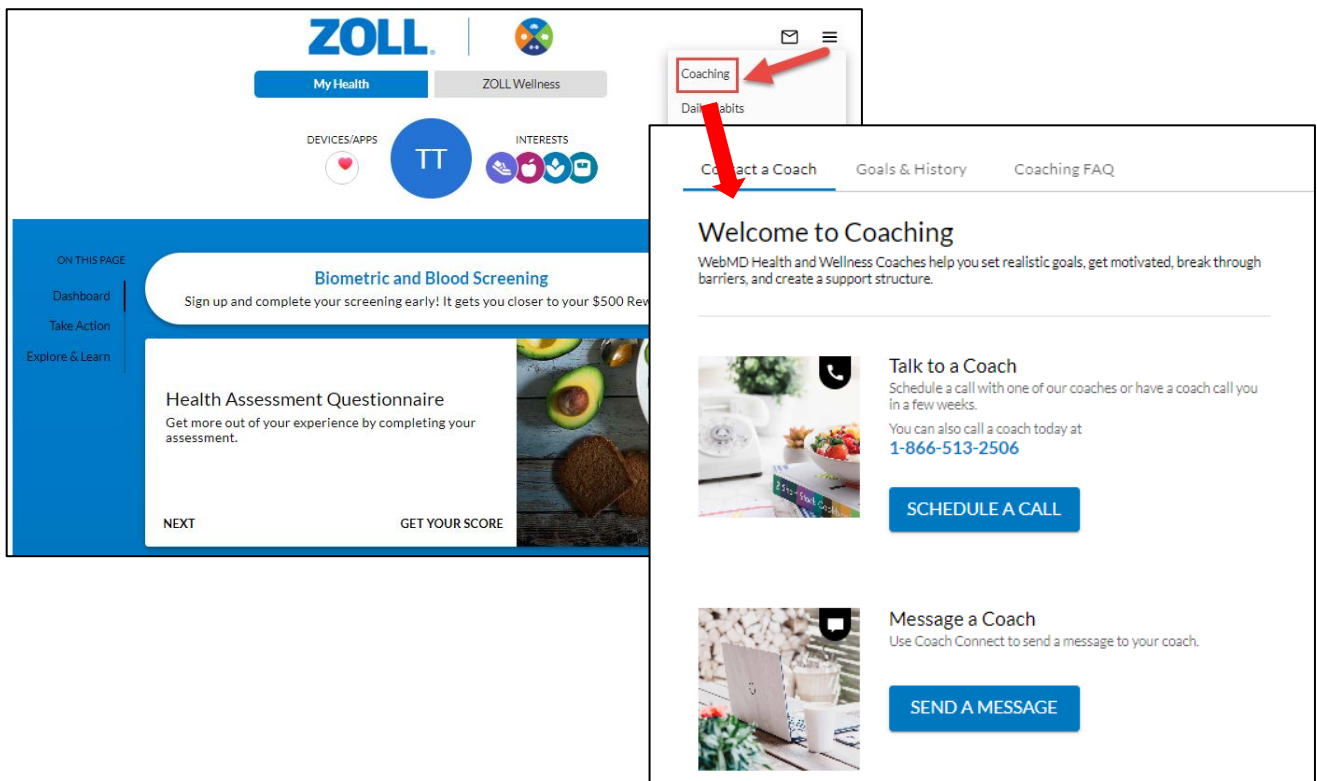 ZOLL.
My Health
ZOLL Wellness
Coaching
Daily Habits
DEVICES/APPS
TT
INTERESTS
ON THIS PAGE
Dashboard
Take Action
Explore & Learn
Biometric and Blood Screening
Sign up and complete your screening early! It gets you closer to your $500 Rew
Health Assessment Questionnaire
Get more out of your experience by completing your
assessment.
NEXT
GET YOUR SCORE
Contact a Coach
Goals & History
Coaching FAQ
Welcome to Coaching
WebMD Health and Wellness Coaches help you set realistic goals, get motivated, break through
barriers, and create a support structure.
Talk to a Coach
Schedule a call with one of our coaches or have a coach call you
in a few weeks.
You can also call a coach today at
1-866-513-2506
SCHEDULE A CALL
Message a Coach
Use Coach Connect to send a message to your coach.
SEND A MESSAGE